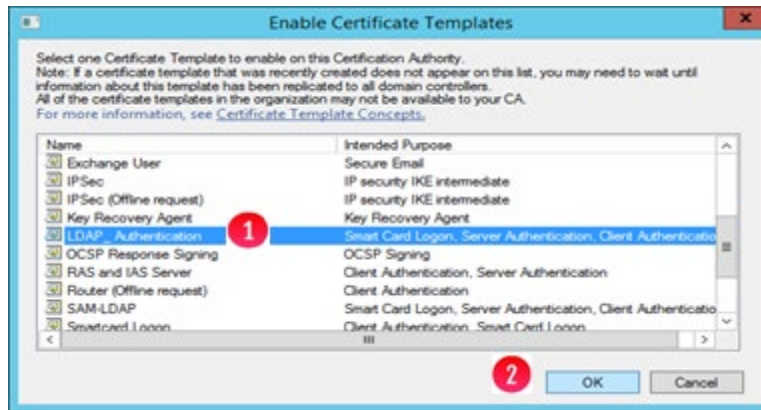 Enable Certificate Templates
x
Select one Certificate Template to enable on this Certification Authority.
Note: If a certificate template that was recently created does not appear on this list, you may need to wait until
information about this template has been replicated to all domain controllers.
All of the certificate templates in the organization may not be available to your CA.
For more information, see Certificate Template Concepts.
Name Intended Purpose
Exchange User Secure Email
IPSec IP security IKE intermediate
IPSec (Offline request) IP security IKE intermediate
Key Recovery Agent Key Recovery Agent
LDAP_ Authentication 1 Smart Card Logon, Server Authentication, Client Authenticatio
OCSP Response Signing OCSP Signing
RAS and IAS Server Client Authentication, Server Authentication
Router (Offline request) Client Authentication
SAM-LDAP Smart Card Logon, Server Authentication, Client Authenticatio
Smartcard Logon Client Authentication, Smart Card Logon
2 OK Cancel